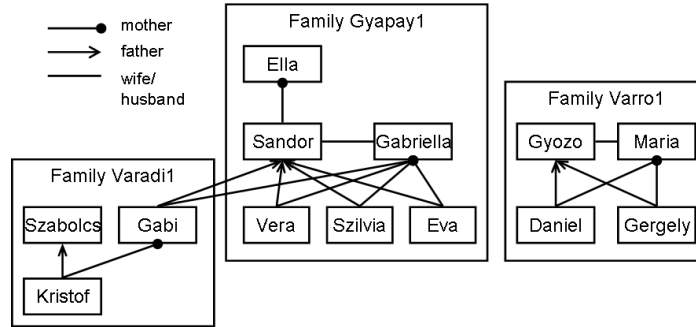 mother
father
wife/
husband
Family Gyapay1
Ella
Sandor
Gabriella
Vera
Szilvia
Eva
Family Varro1
Gyozo
Maria
Daniel
Gergely
Family Varadi1
Szabolcs
Gabi
Kristof